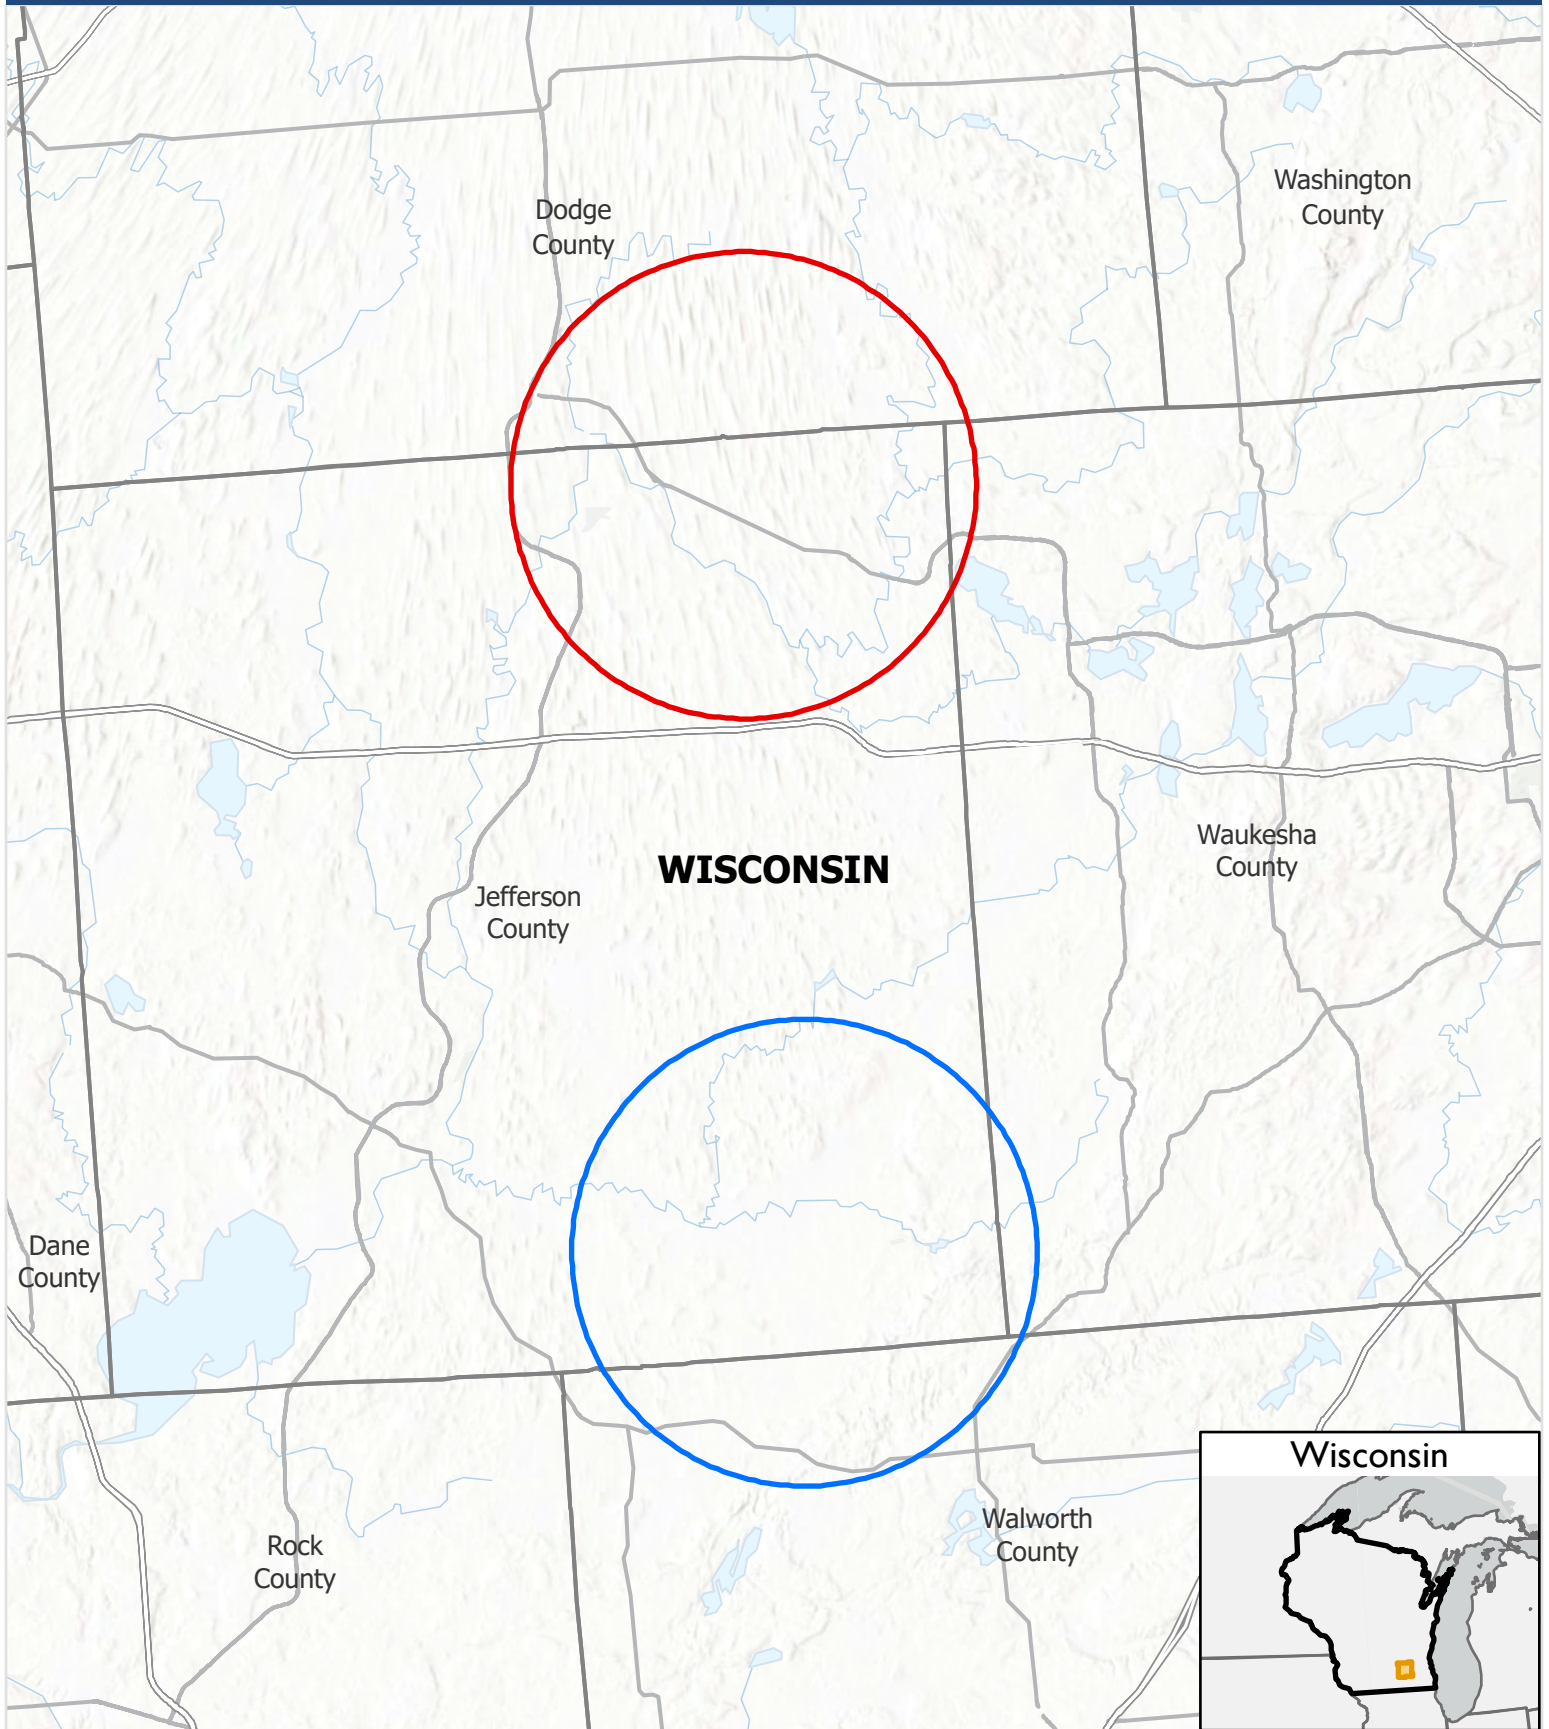 Washington
County
Dodge
County
Waukesha
County
WISCONSIN
Jefferson
County
Dane
County
Wisconsin
Walworth
County
Rock
County